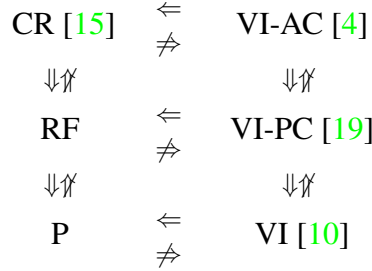 CR [15] ⇐ ⇏ VI-AC [4]
⇓⇑̸ ⇓⇑̸
RF ⇐ ⇏ VI-PC [19]
⇓⇑̸ ⇓⇑̸
P ⇐ ⇏ VI [10]